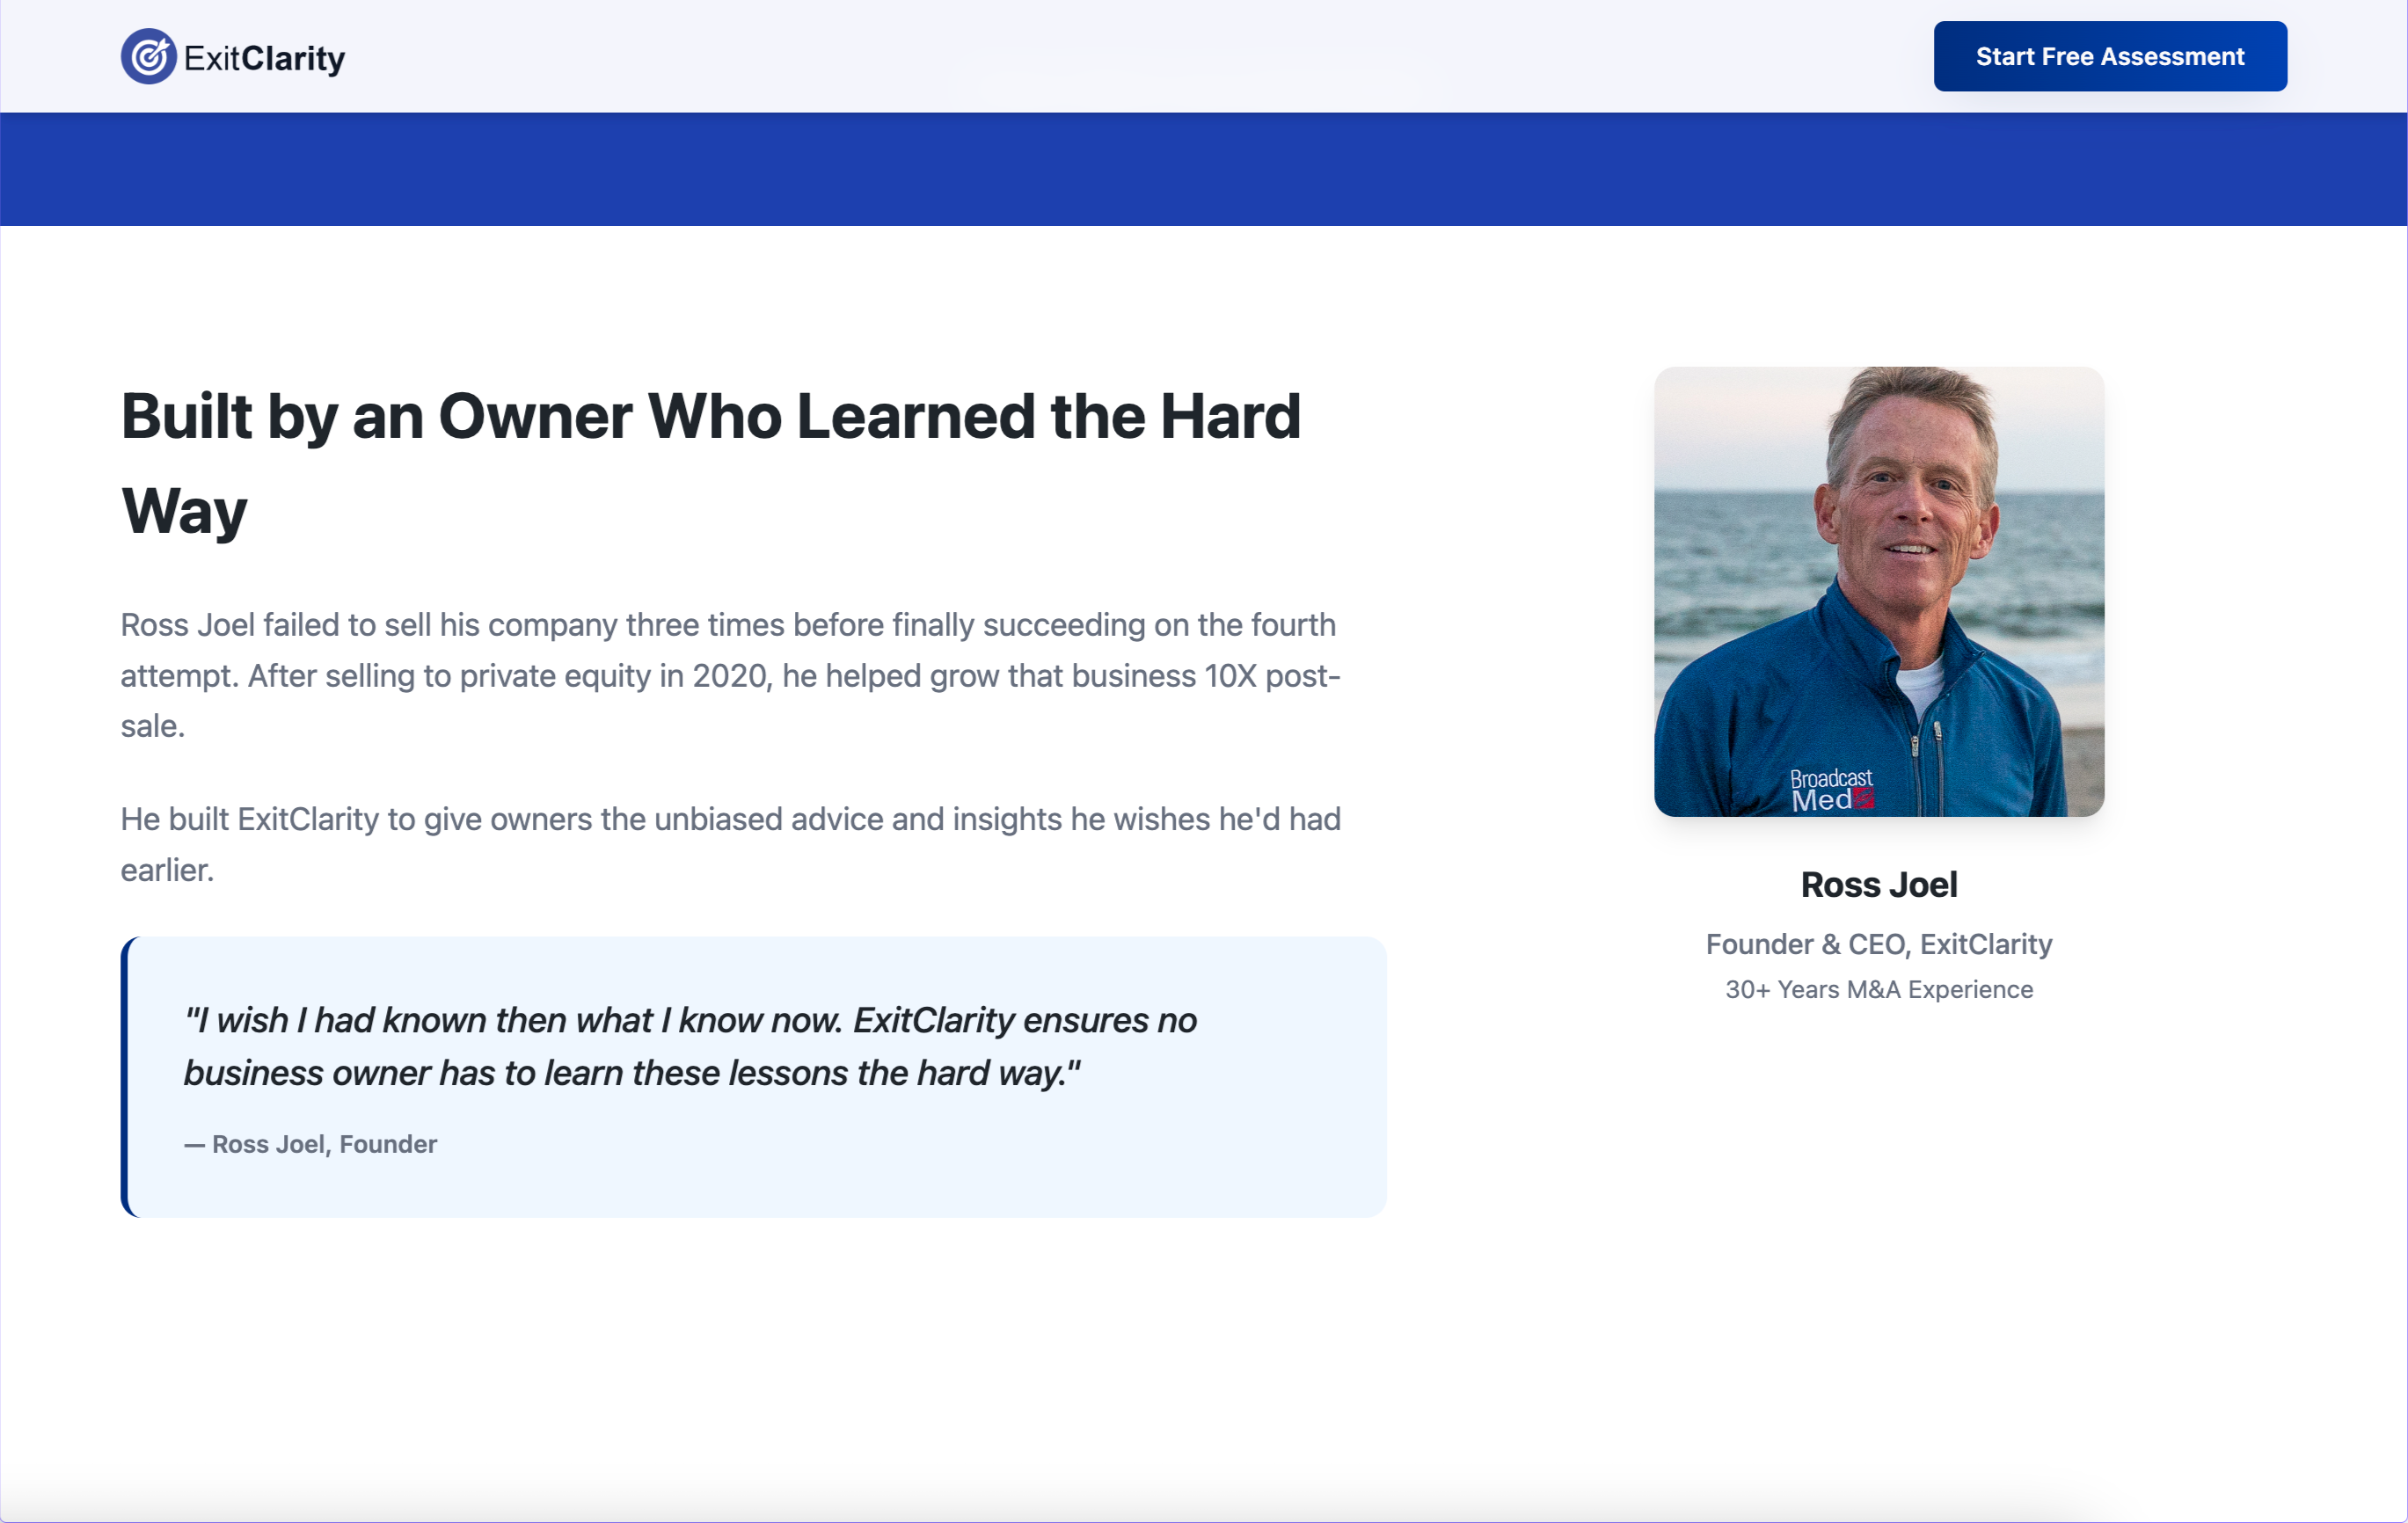 ExitClarity
Start Free Assessment
Built by an Owner Who Learned the Hard
Way
Ross Joel failed to sell his company three times before finally succeeding on the fourth
attempt. After selling to private equity in 2020, he helped grow that business 10X post-
sale.
He built ExitClarity to give owners the unbiased advice and insights he wishes he'd had
earlier.
"I wish I had known then what I know now. ExitClarity ensures no
business owner has to learn these lessons the hard way."
— Ross Joel, Founder
Broadcast
Med
Ross Joel
Founder & CEO, ExitClarity
30+ Years M&A Experience